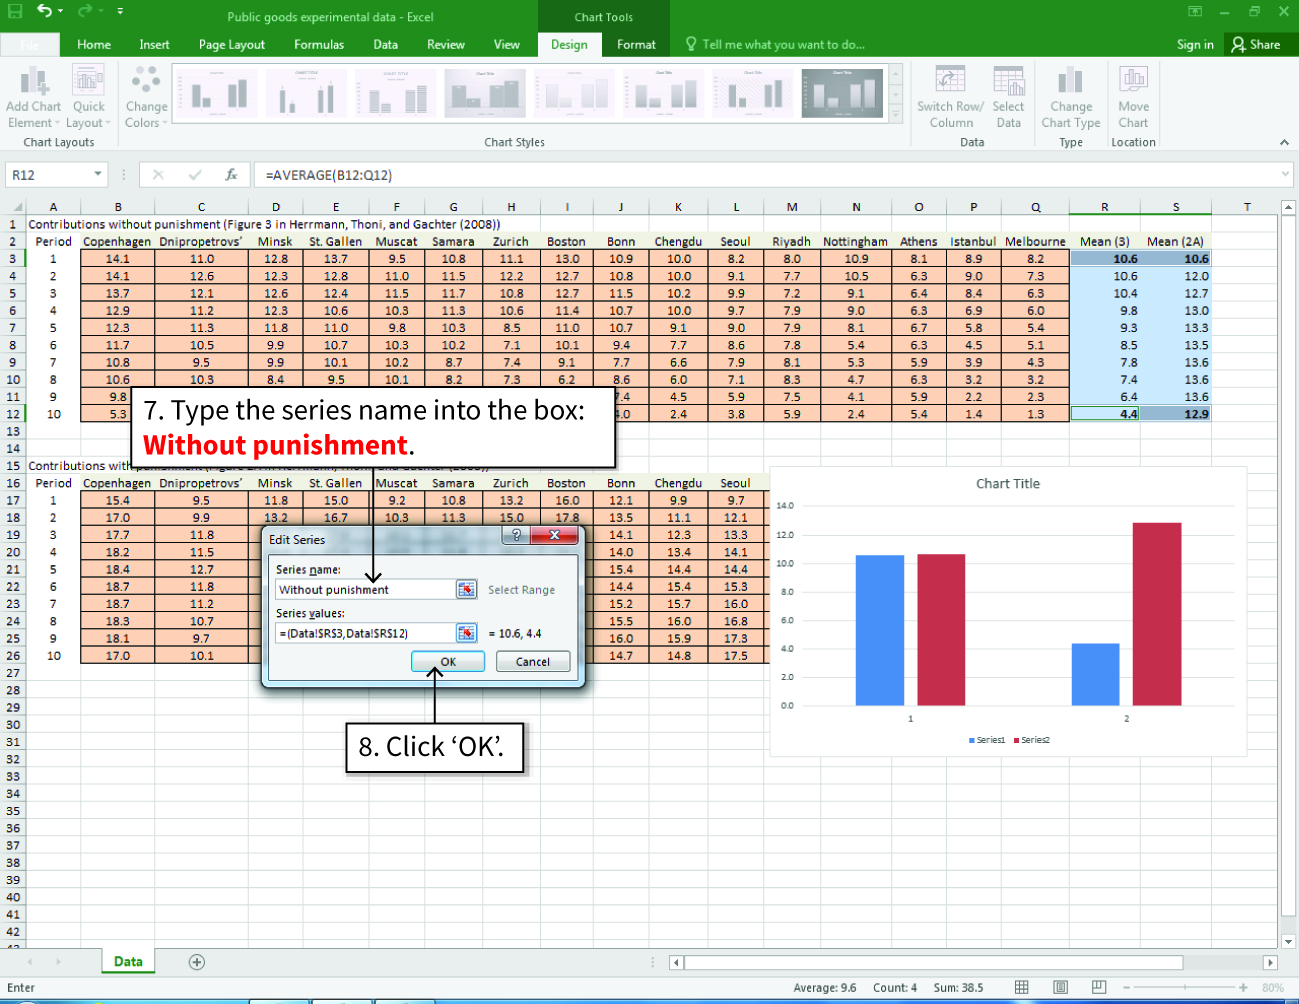 Public goods experimental data - Excel
Chart Tools
File Home Insert Page Layout Formulas Data Review View Design Format Tell me what you want to do... Sign in Share
Add Chart Element
Quick Layout
Change Colors
Switch Row/ Column
Select Data
Change Chart Type
Move Chart
Chart Layouts Chart Styles Data Type Location
R12 fx =AVERAGE(B12:Q12)
A B C D E F G H I J K L M N O P Q R S T
1 Contributions without punishment (Figure 3 in Herrmann, Thoni, and Gachter (2008))
2 Period Copenhagen Dnipropetrovs' Minsk St. Gallen Muscat Samara Zurich Boston Bonn Chengdu Seoul Riyadh Nottingham Athens Istanbul Melbourne Mean (3) Mean (2A)
3 1 14.1 11.0 12.8 13.7 9.5 10.8 11.1 13.0 10.9 10.0 8.2 8.0 10.9 8.1 8.9 8.2 10.6 10.6
4 2 14.1 12.6 12.3 12.8 11.0 11.5 12.2 12.7 10.8 10.0 9.1 7.7 10.5 6.3 9.0 7.3 10.6 12.0
5 3 13.7 12.1 12.6 12.4 11.5 11.7 10.8 12.7 11.5 10.2 9.9 7.2 9.1 6.4 8.4 6.3 10.4 12.7
6 4 12.9 11.2 12.3 10.6 10.3 11.3 10.6 11.4 10.7 10.0 9.7 7.9 9.0 6.3 6.9 6.0 9.8 13.0
7 5 12.3 11.3 11.8 11.0 9.8 10.3 8.5 11.0 10.7 9.1 9.0 7.9 8.1 6.7 5.8 5.4 9.3 13.3
8 6 11.7 10.5 9.9 10.7 10.3 10.2 7.1 10.1 9.4 7.7 8.6 7.8 5.4 6.3 4.5 5.1 8.5 13.5
9 7 10.8 9.5 9.9 10.1 10.2 8.7 7.4 9.1 7.7 6.6 7.9 8.1 5.3 5.9 3.9 4.3 7.8 13.6
10 8 10.6 10.3 8.4 9.5 10.1 8.2 7.3 6.2 8.6 6.0 7.1 8.3 4.7 6.3 3.2 3.2 7.4 13.6
11 9 9.8 7.4 4.5 5.9 7.5 4.1 5.9 2.2 2.3 6.4 13.6
12 10 5.3 4.0 2.4 3.8 5.9 2.4 5.4 1.4 1.3 4.4 12.9
7. Type the series name into the box:
Without punishment.
13
14
15 Contributions with
16 Period Copenhagen Dnipropetrovs' Minsk St. Gallen Muscat Samara Zurich Boston Bonn Chengdu Seoul
17 1 15.4 9.5 11.8 15.0 9.2 10.8 13.2 16.0 12.1 9.9 9.7
18 2 17.0 9.9 13.2 16.7 10.3 11.3 15.0 17.8 13.5 11.1 12.1
19 3 17.7 11.8 14.1 12.3 13.3
20 4 18.2 11.5 14.0 13.4 14.1
21 5 18.4 12.7 15.4 14.4 14.4
22 6 18.7 11.8 14.4 15.4 15.3
23 7 18.7 11.2 15.2 15.7 16.0
24 8 18.3 10.7 15.4 16.0 16.8
25 9 18.1 9.7 16.0 15.9 17.3
26 10 17.0 10.1 14.7 14.8 17.5
27
28
29
30
31
32
33
34
35
36
37
38
39
40
41
42
Edit Series
Series name:
Without punishment Select Range
Series values:
=(Data!$R$3,Data!$R$12) = 10.6, 4.4
OK Cancel
8. Click ‘OK’.
Chart Title
14.0
12.0
10.0
8.0
6.0
4.0
2.0
0.0
1 2
Series1 Series2
Data
Enter Average: 9.6 Count: 4 Sum: 38.5 80%